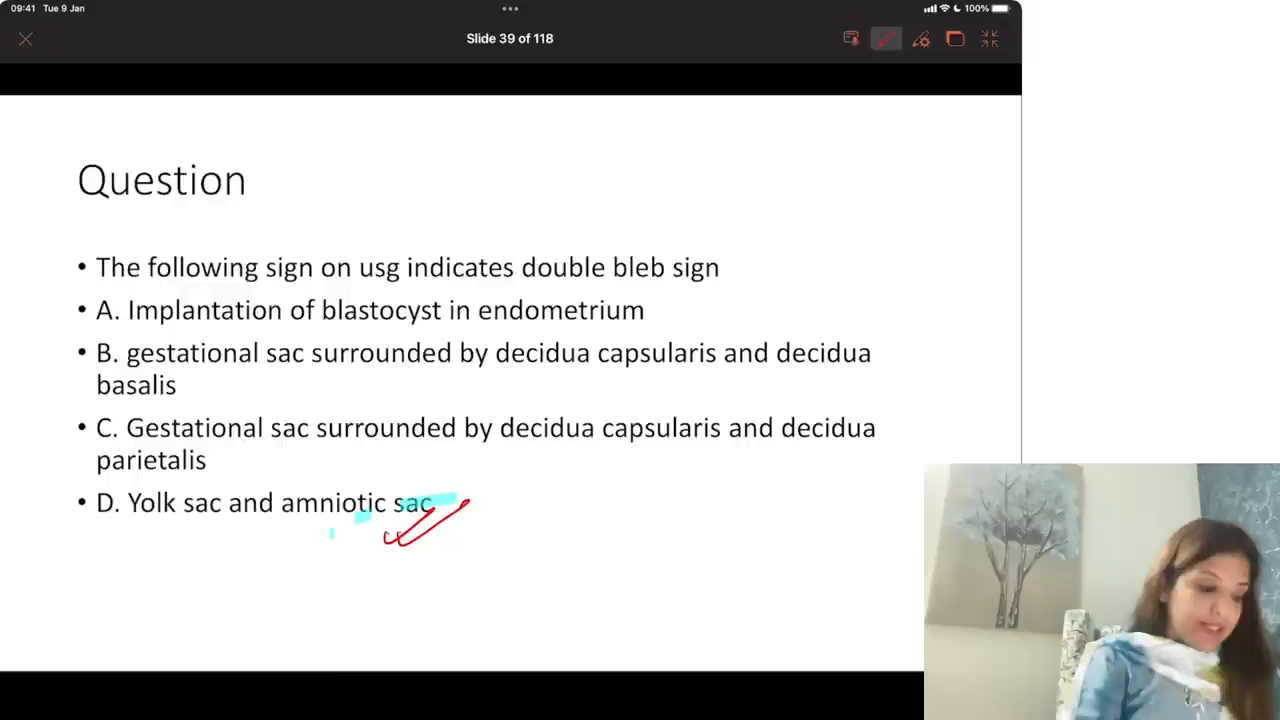 09:41 Tue 9 Jan
100%
Slide 39 of 118
Question
• The following sign on usg indicates double bleb sign
• A. Implantation of blastocyst in endometrium
• B. gestational sac surrounded by decidua capsularis and decidua
basalis
• C. Gestational sac surrounded by decidua capsularis and decidua
parietalis
• D. Yolk sac and amniotic sac